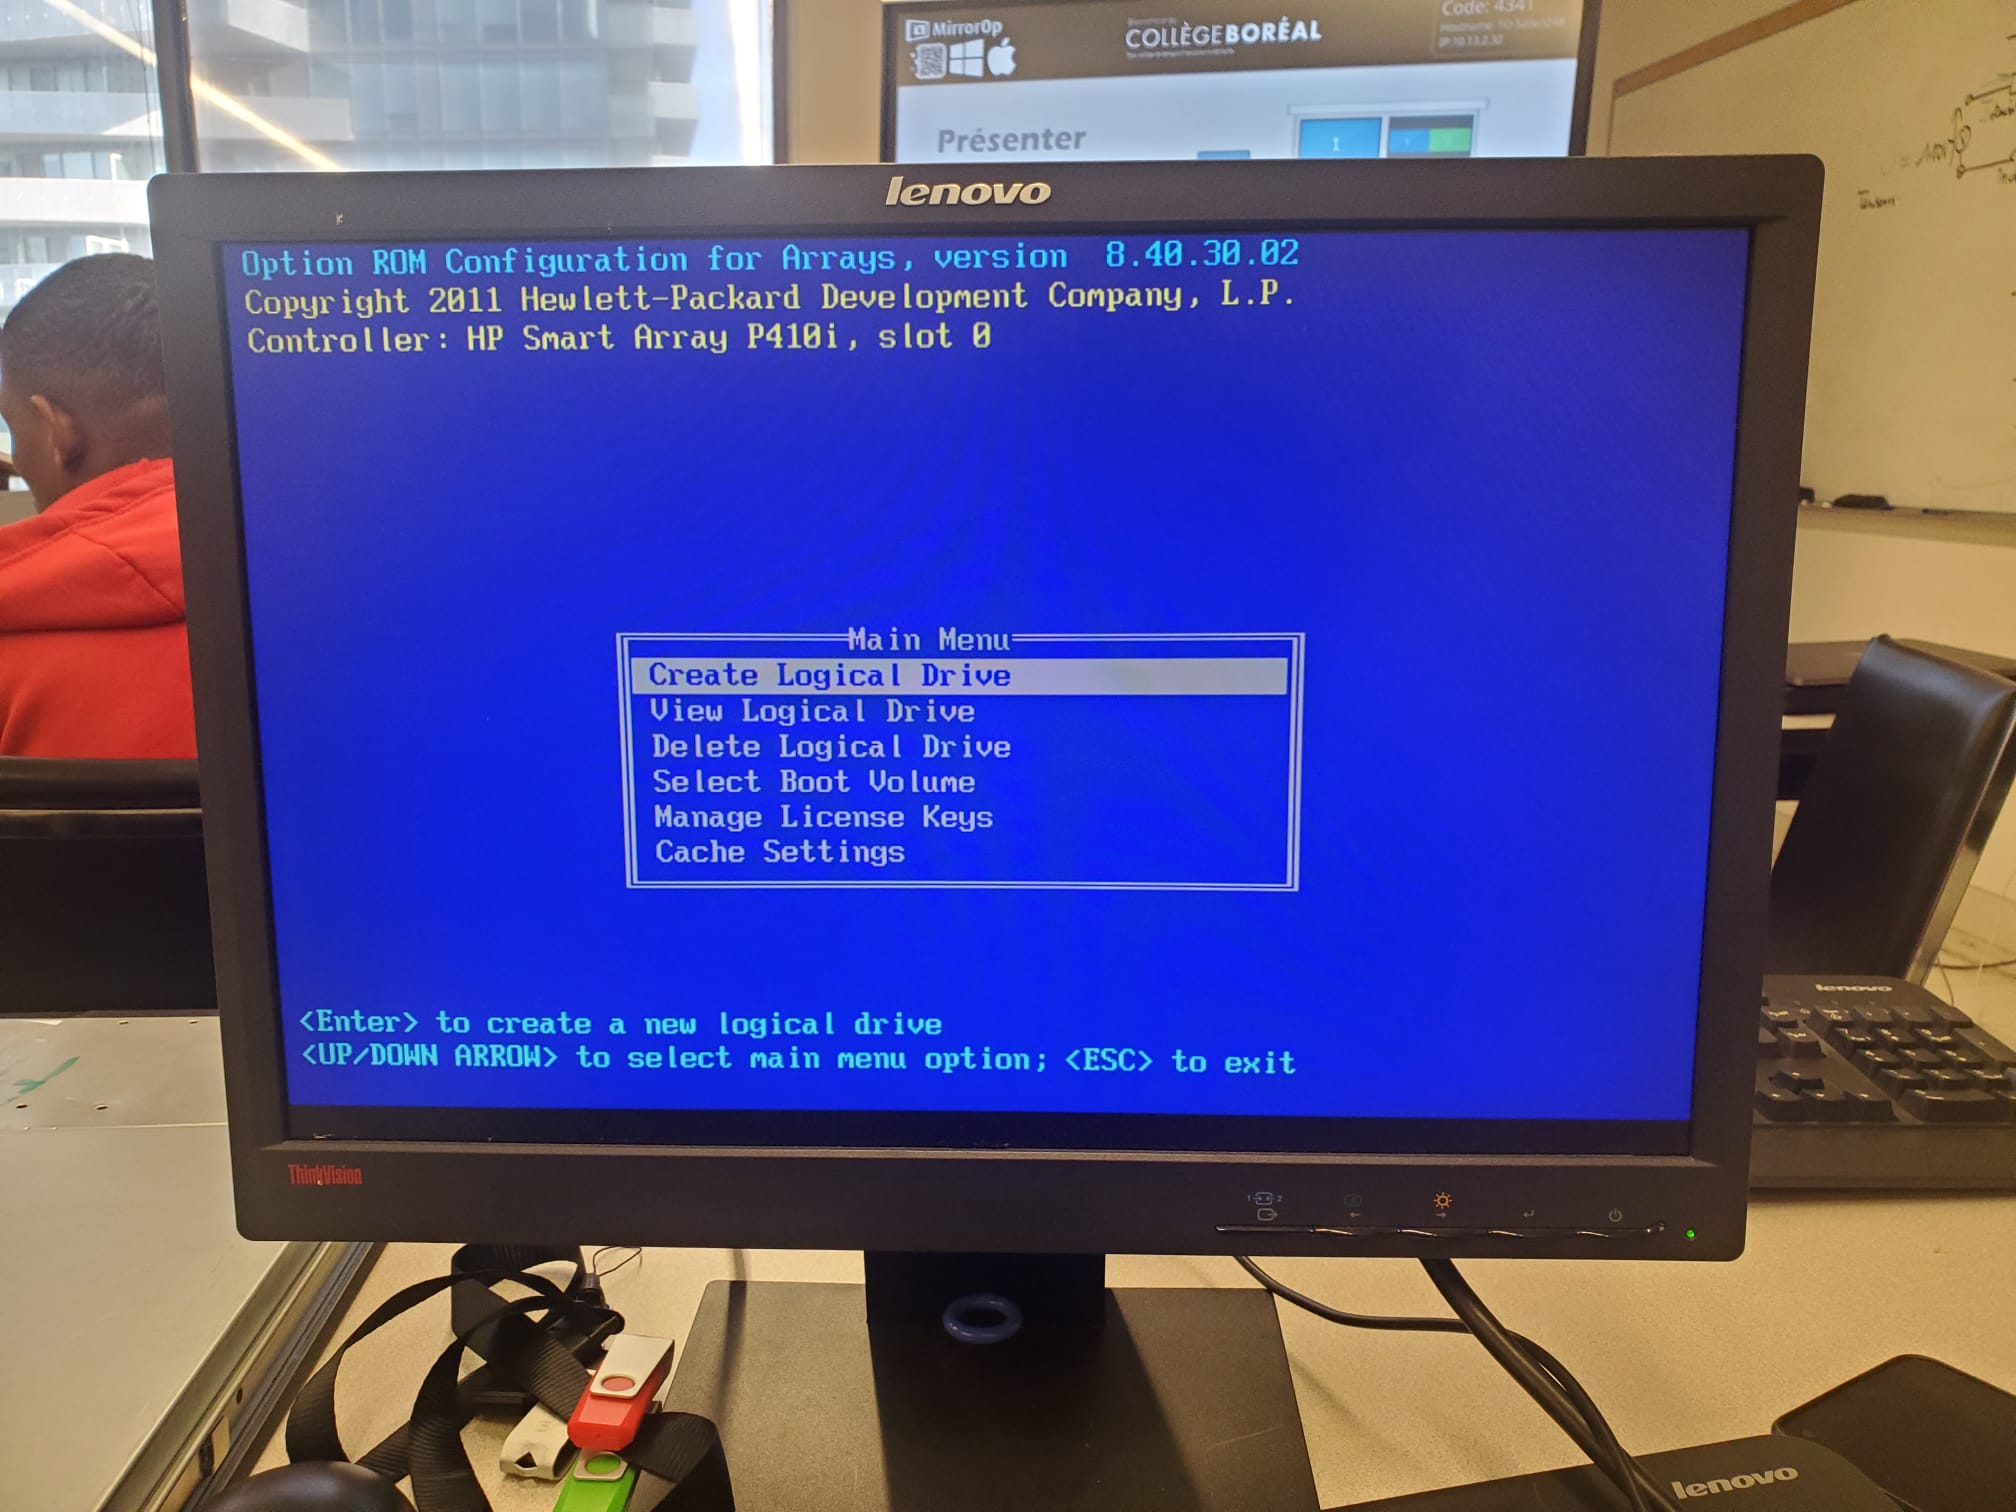 MirrorOp
COLLÈGE BORÉAL
Code: 4341
Présenter
1
lenovo
Option ROM Configuration for Arrays, version 8.40.30.02
Copyright 2011 Hewlett-Packard Development Company, L.P.
Controller: HP Smart Array P410i, slot 0
Main Menu
Create Logical Drive
View Logical Drive
Delete Logical Drive
Select Boot Volume
Manage License Keys
Cache Settings
<Enter> to create a new logical drive
<UP/DOWN ARROW> to select main menu option; <ESC> to exit
ThinkVision
lenovo
lenovo